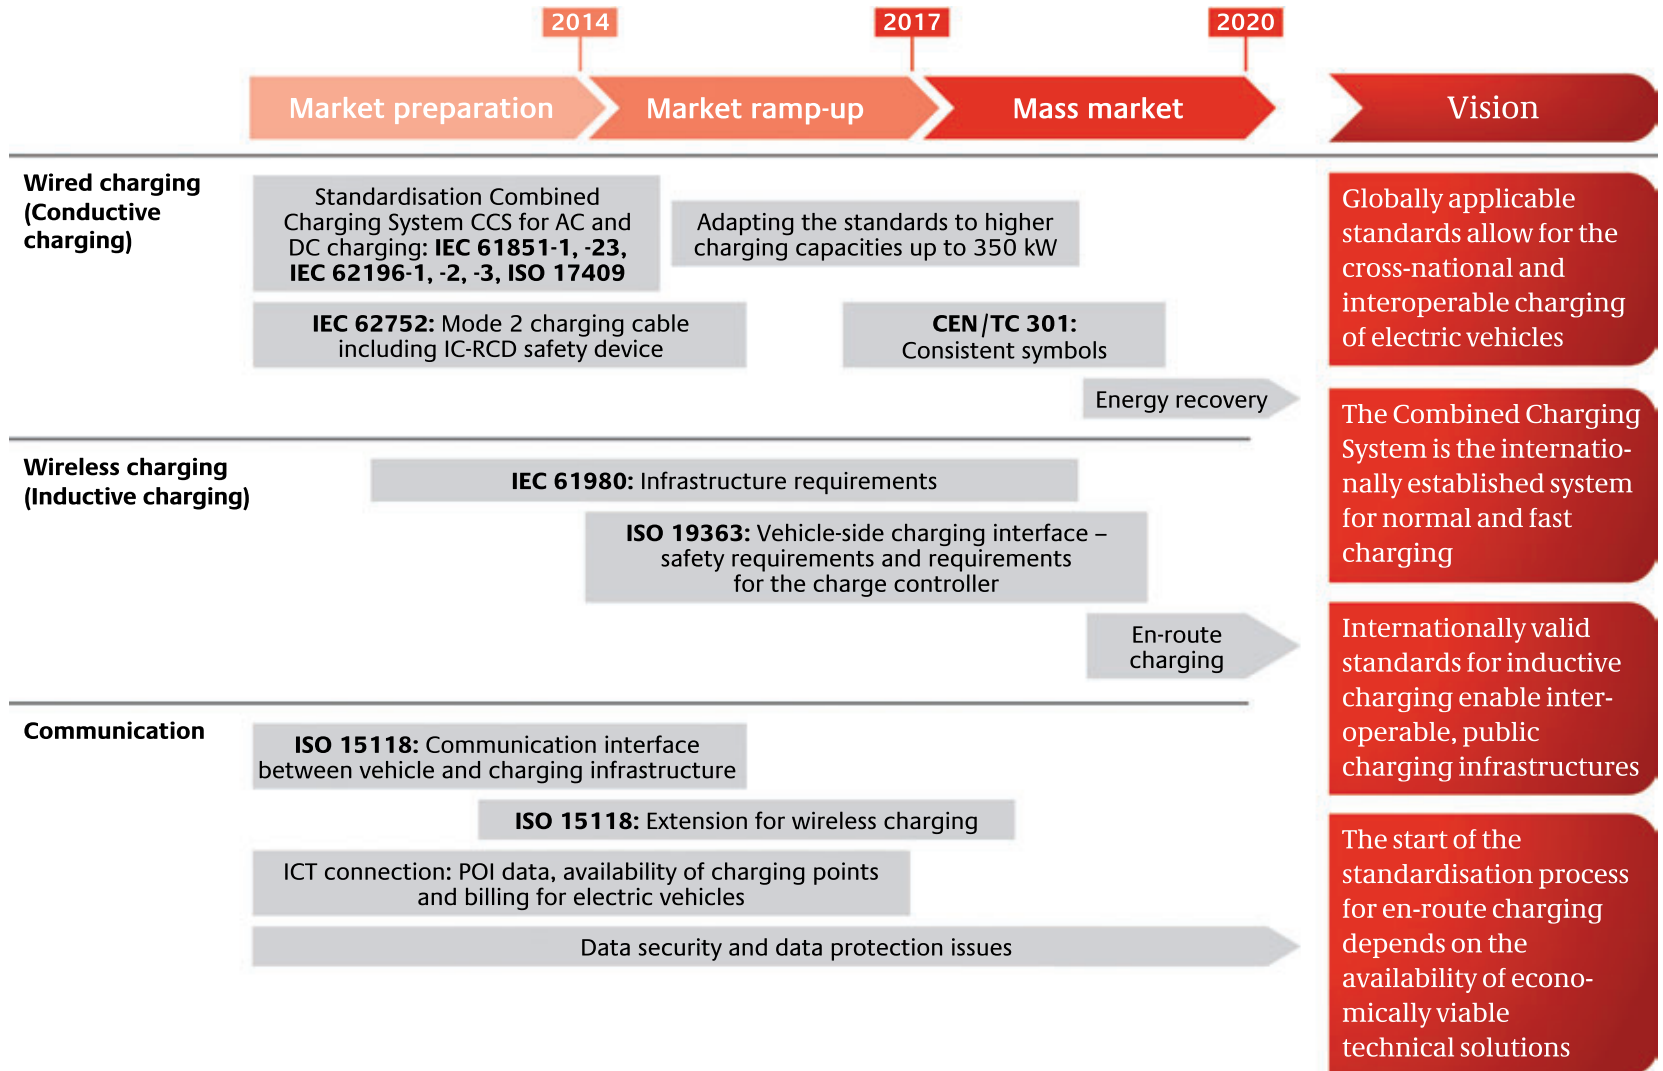 2014
2017
2020
Market preparation
Market ramp-up
Mass market
Vision
Wired charging
(Conductive
charging)
Standardisation Combined
Charging System CCS for AC and
DC charging: IEC 61851-1, -23,
IEC 62196-1, -2, -3, ISO 17409
Adapting the standards to higher
charging capacities up to 350 kW
IEC 62752: Mode 2 charging cable
including IC-RCD safety device
CEN/TC 301:
Consistent symbols
Energy recovery
Wireless charging
(Inductive charging)
IEC 61980: Infrastructure requirements
ISO 19363: Vehicle-side charging interface –
safety requirements and requirements
for the charge controller
En-route
charging
Communication
ISO 15118: Communication interface
between vehicle and charging infrastructure
ISO 15118: Extension for wireless charging
ICT connection: POI data, availability of charging points
and billing for electric vehicles
Data security and data protection issues
Globally applicable
standards allow for the
cross-national and
interoperable charging
of electric vehicles
The Combined Charging
System is the internatio-
nally established system
for normal and fast
charging
Internationally valid
standards for inductive
charging enable inter-
operable, public
charging infrastructures
The start of the
standardisation process
for en-route charging
depends on the
availability of econo-
mically viable
technical solutions